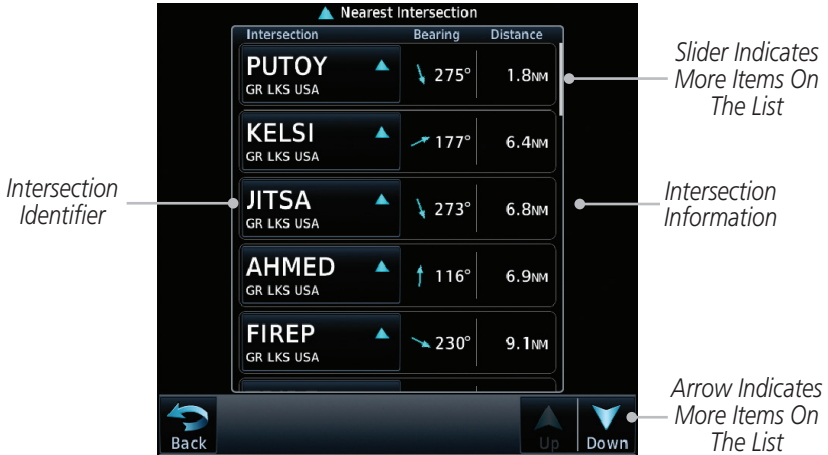 Nearest Intersection
Intersection Bearing Distance
PUTOY 275° 1.8NM
GR LKS USA
Slider Indicates
More Items On
The List
KELSI 177° 6.4NM
GR LKS USA
Intersection
Identifier
JITSA 273° 6.8NM
GR LKS USA
Intersection
Information
AHMED 116° 6.9NM
GR LKS USA
FIREP 230° 9.1NM
GR LKS USA
Back Up Down
Arrow Indicates
More Items On
The List